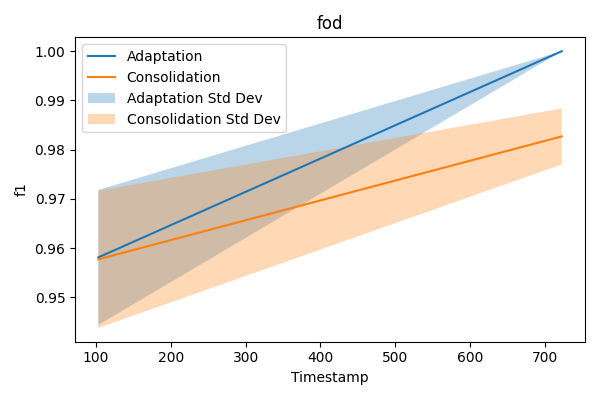 fod
1.00
0.99
0.98
0.97
0.96
0.95
f1
Adaptation
Consolidation
Adaptation Std Dev
Consolidation Std Dev
100 200 300 400 500 600 700
Timestamp